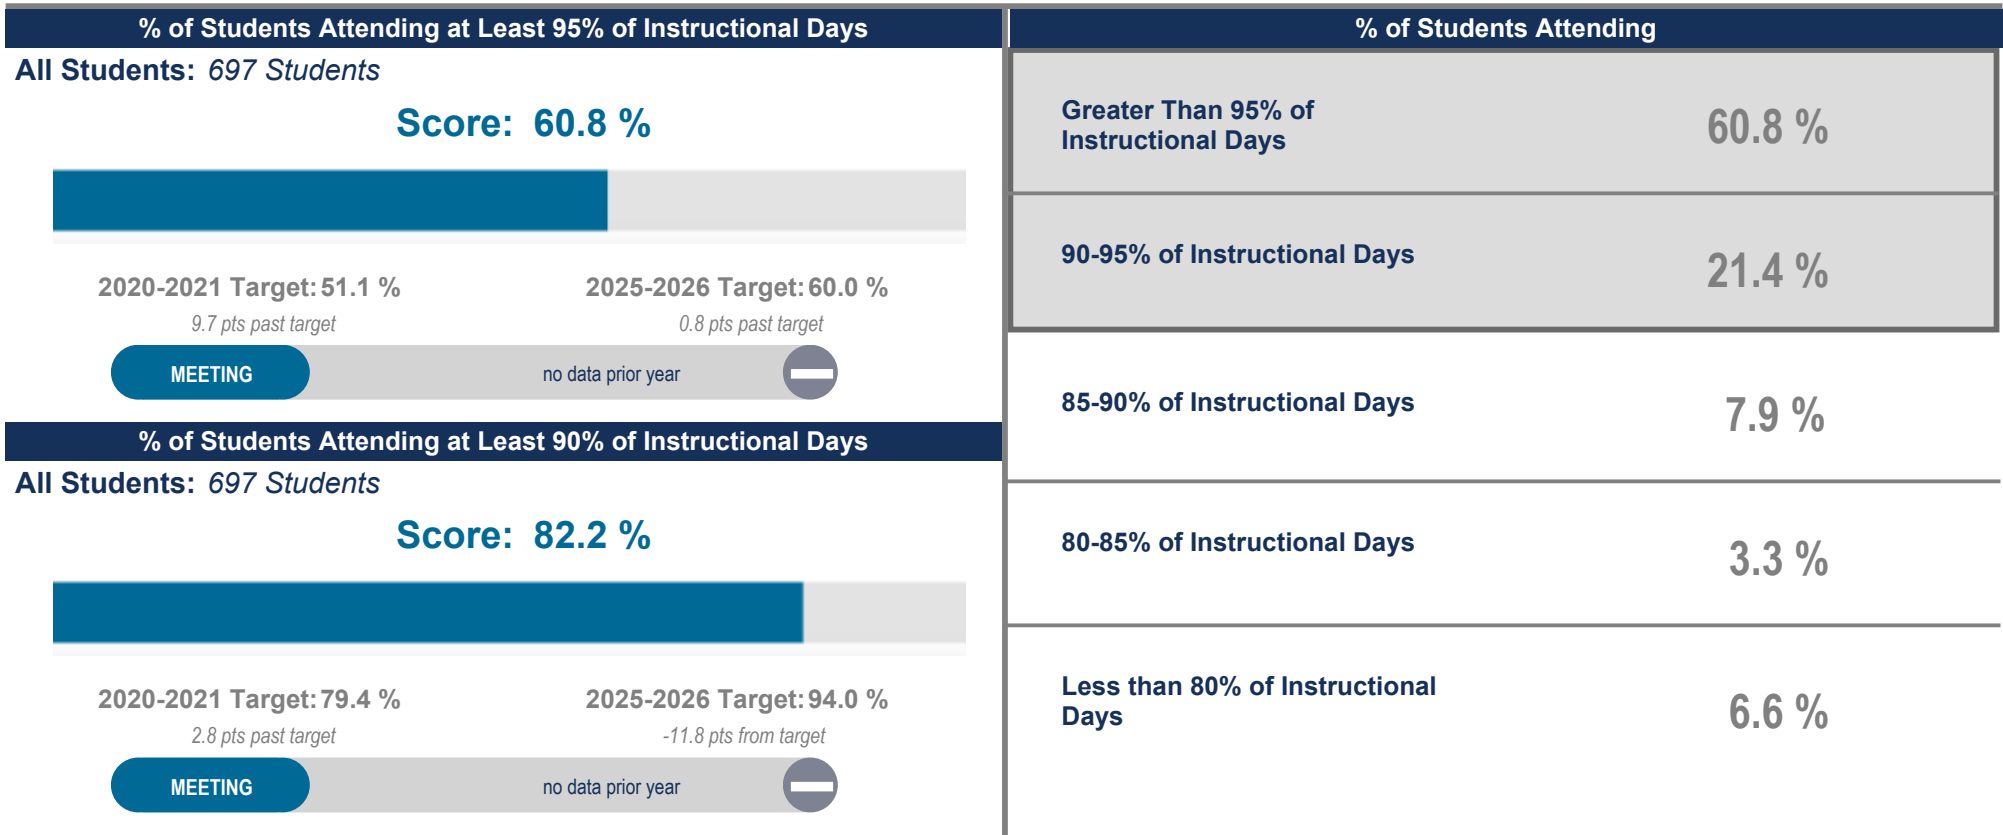 % of Students Attending at Least 95% of Instructional Days
All Students: 697 Students
Score: 60.8 %
2020-2021 Target: 51.1 %
9.7 pts past target
2025-2026 Target: 60.0 %
0.8 pts past target
MEETING
no data prior year
% of Students Attending at Least 90% of Instructional Days
All Students: 697 Students
Score: 82.2 %
2020-2021 Target: 79.4 %
2.8 pts past target
2025-2026 Target: 94.0 %
-11.8 pts from target
MEETING
no data prior year
% of Students Attending
Greater Than 95% of
Instructional Days
60.8 %
90-95% of Instructional Days
21.4 %
85-90% of Instructional Days
7.9 %
80-85% of Instructional Days
3.3 %
Less than 80% of Instructional
Days
6.6 %